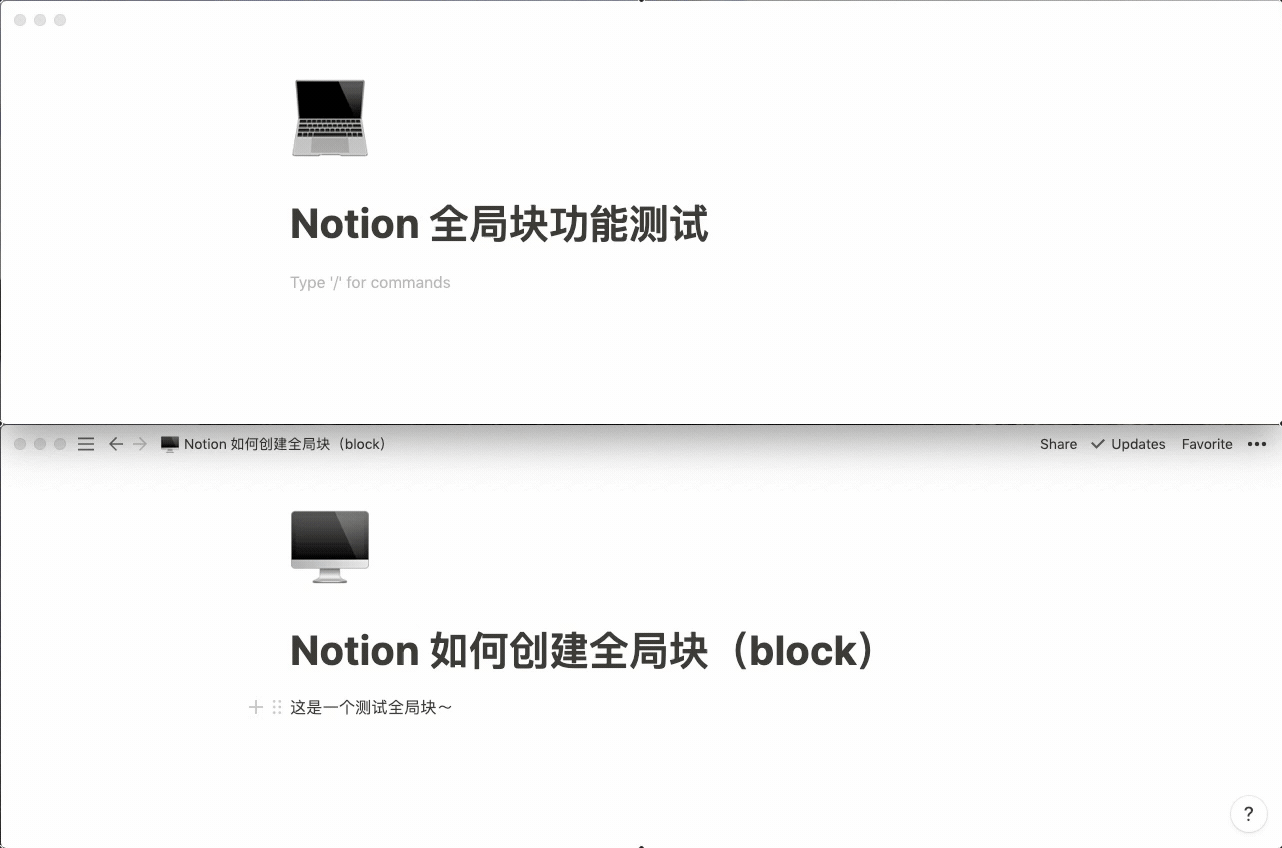 Notion 全局块功能测试
Type '/' for commands
Notion 如何创建全局块（block）
Share
Updates
Favorite
Notion 如何创建全局块（block）
这是一个测试全局块～
?